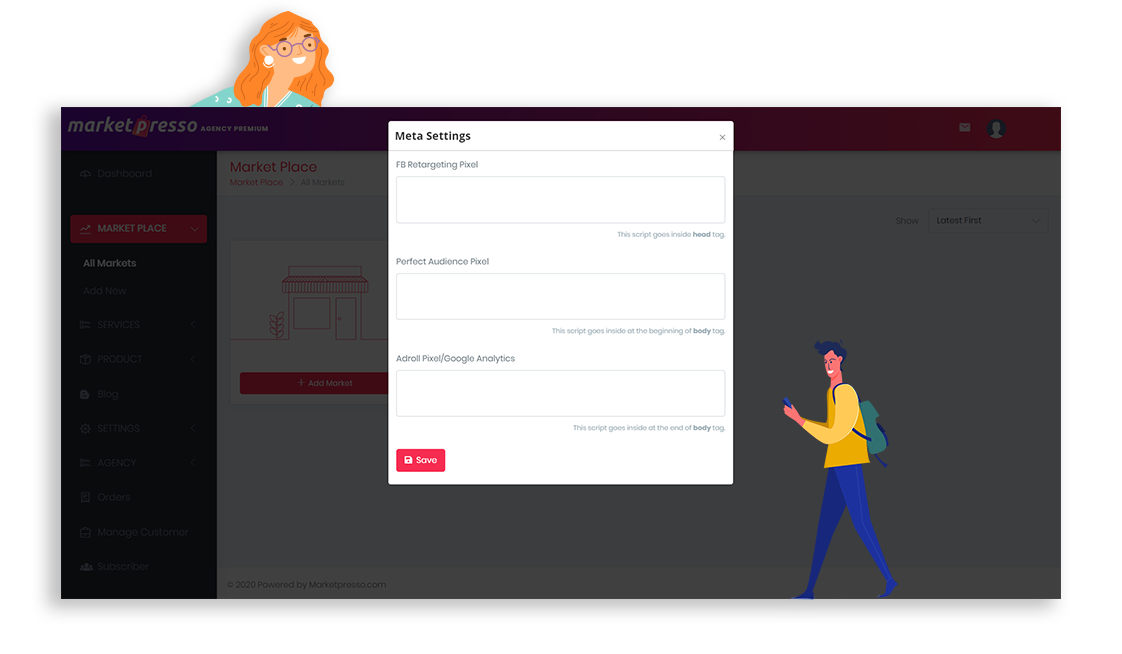 marketpresso AGENCY PREMIUM
Meta Settings
×
FB Retargeting Pixel
This script goes inside head tag.
Perfect Audience Pixel
This script goes inside at the beginning of body tag.
Adroll Pixel/Google Analytics
This script goes inside at the end of body tag.
Save
Dashboard
MARKET PLACE
All Markets
Add New
SERVICES
PRODUCT
Blog
SETTINGS
AGENCY
Orders
Manage Customer
Subscriber
Market Place
Market Place > All Markets
Show Latest First
+ Add Market
© 2020 Powered by Marketpresso.com